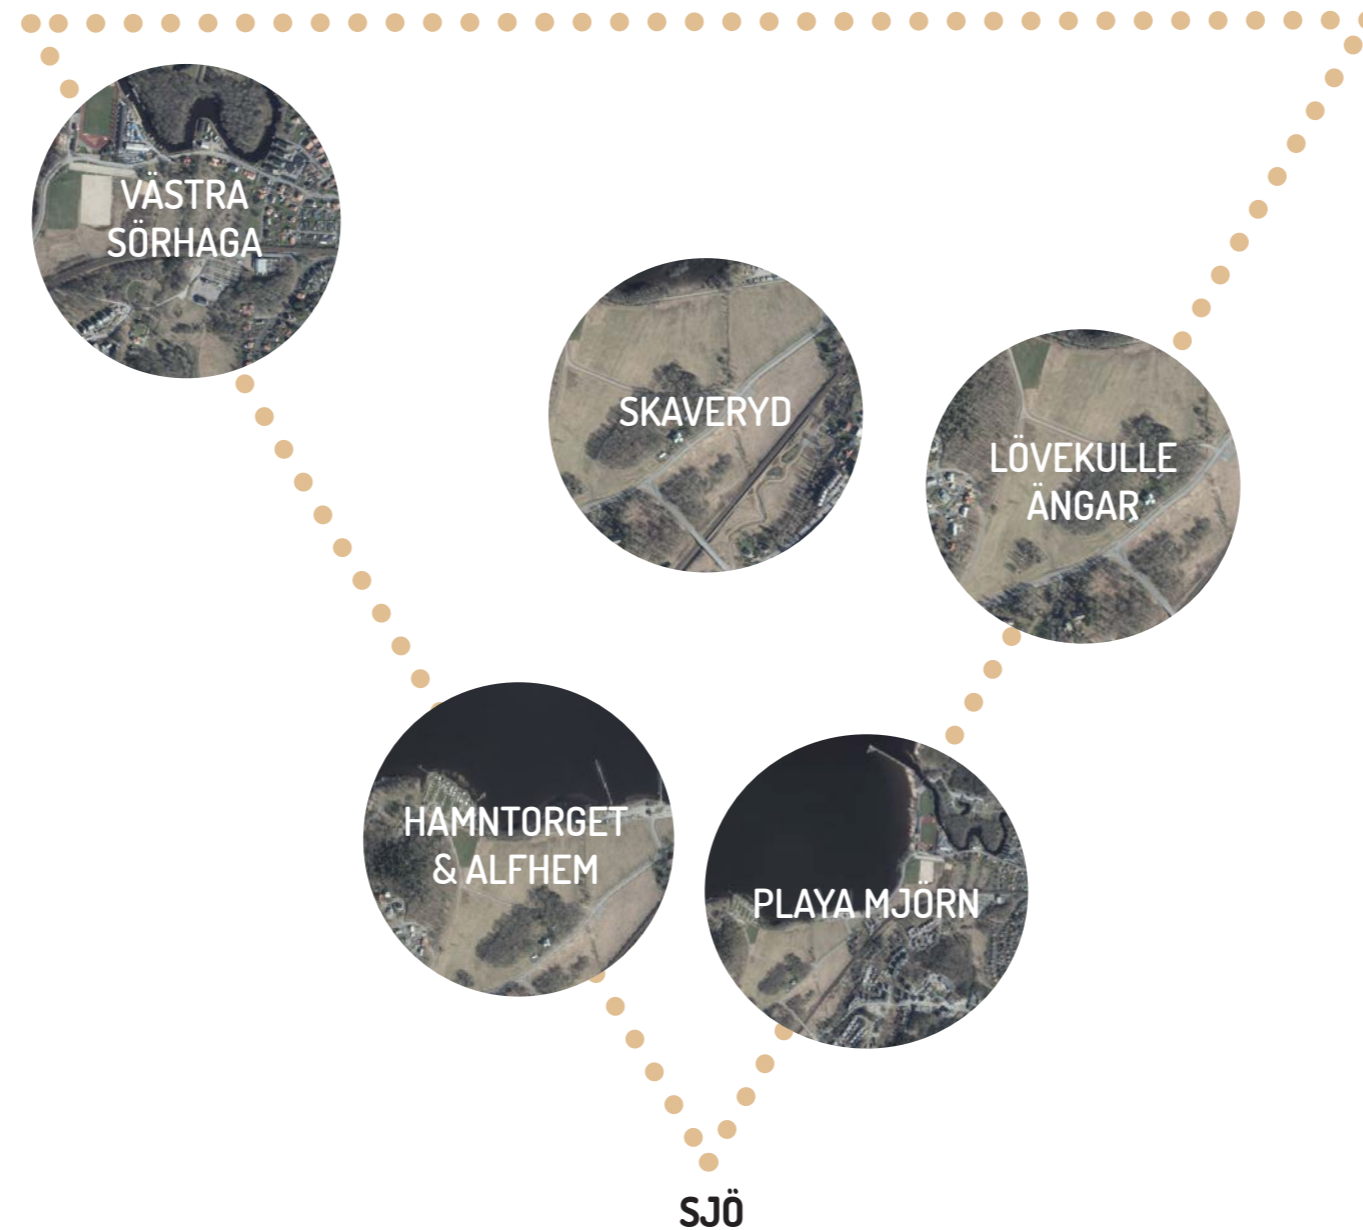 VÄSTRA
SÖRHAGA
SKAVERYD
LÖVEKULLE
ÄNGAR
HAMNTORGET
& ALFHEM
PLAYA MJÖRN
SJÖ